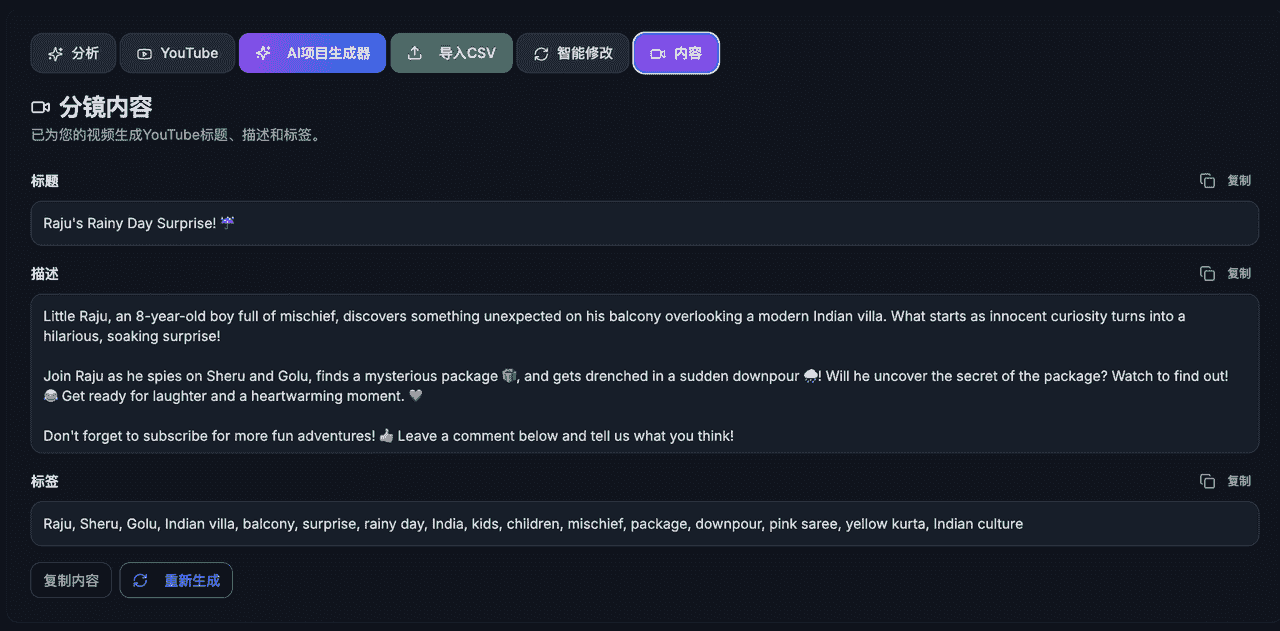 分析 YouTube AI项目生成器 导入CSV 智能修改 内容
分镜内容
已为您的视频生成YouTube标题、描述和标签。
标题 复制
Raju's Rainy Day Surprise! ☔
描述 复制
Little Raju, an 8-year-old boy full of mischief, discovers something unexpected on his balcony overlooking a modern Indian villa. What starts as innocent curiosity turns into a
hilarious, soaking surprise!
Join Raju as he spies on Sheru and Golu, finds a mysterious package 📦, and gets drenched in a sudden downpour 🌧️! Will he uncover the secret of the package? Watch to find out!
😂 Get ready for laughter and a heartwarming moment. ❤️
Don't forget to subscribe for more fun adventures! 👍 Leave a comment below and tell us what you think!
标签 复制
Raju, Sheru, Golu, Indian villa, balcony, surprise, rainy day, India, kids, children, mischief, package, downpour, pink saree, yellow kurta, Indian culture
复制内容 重新生成